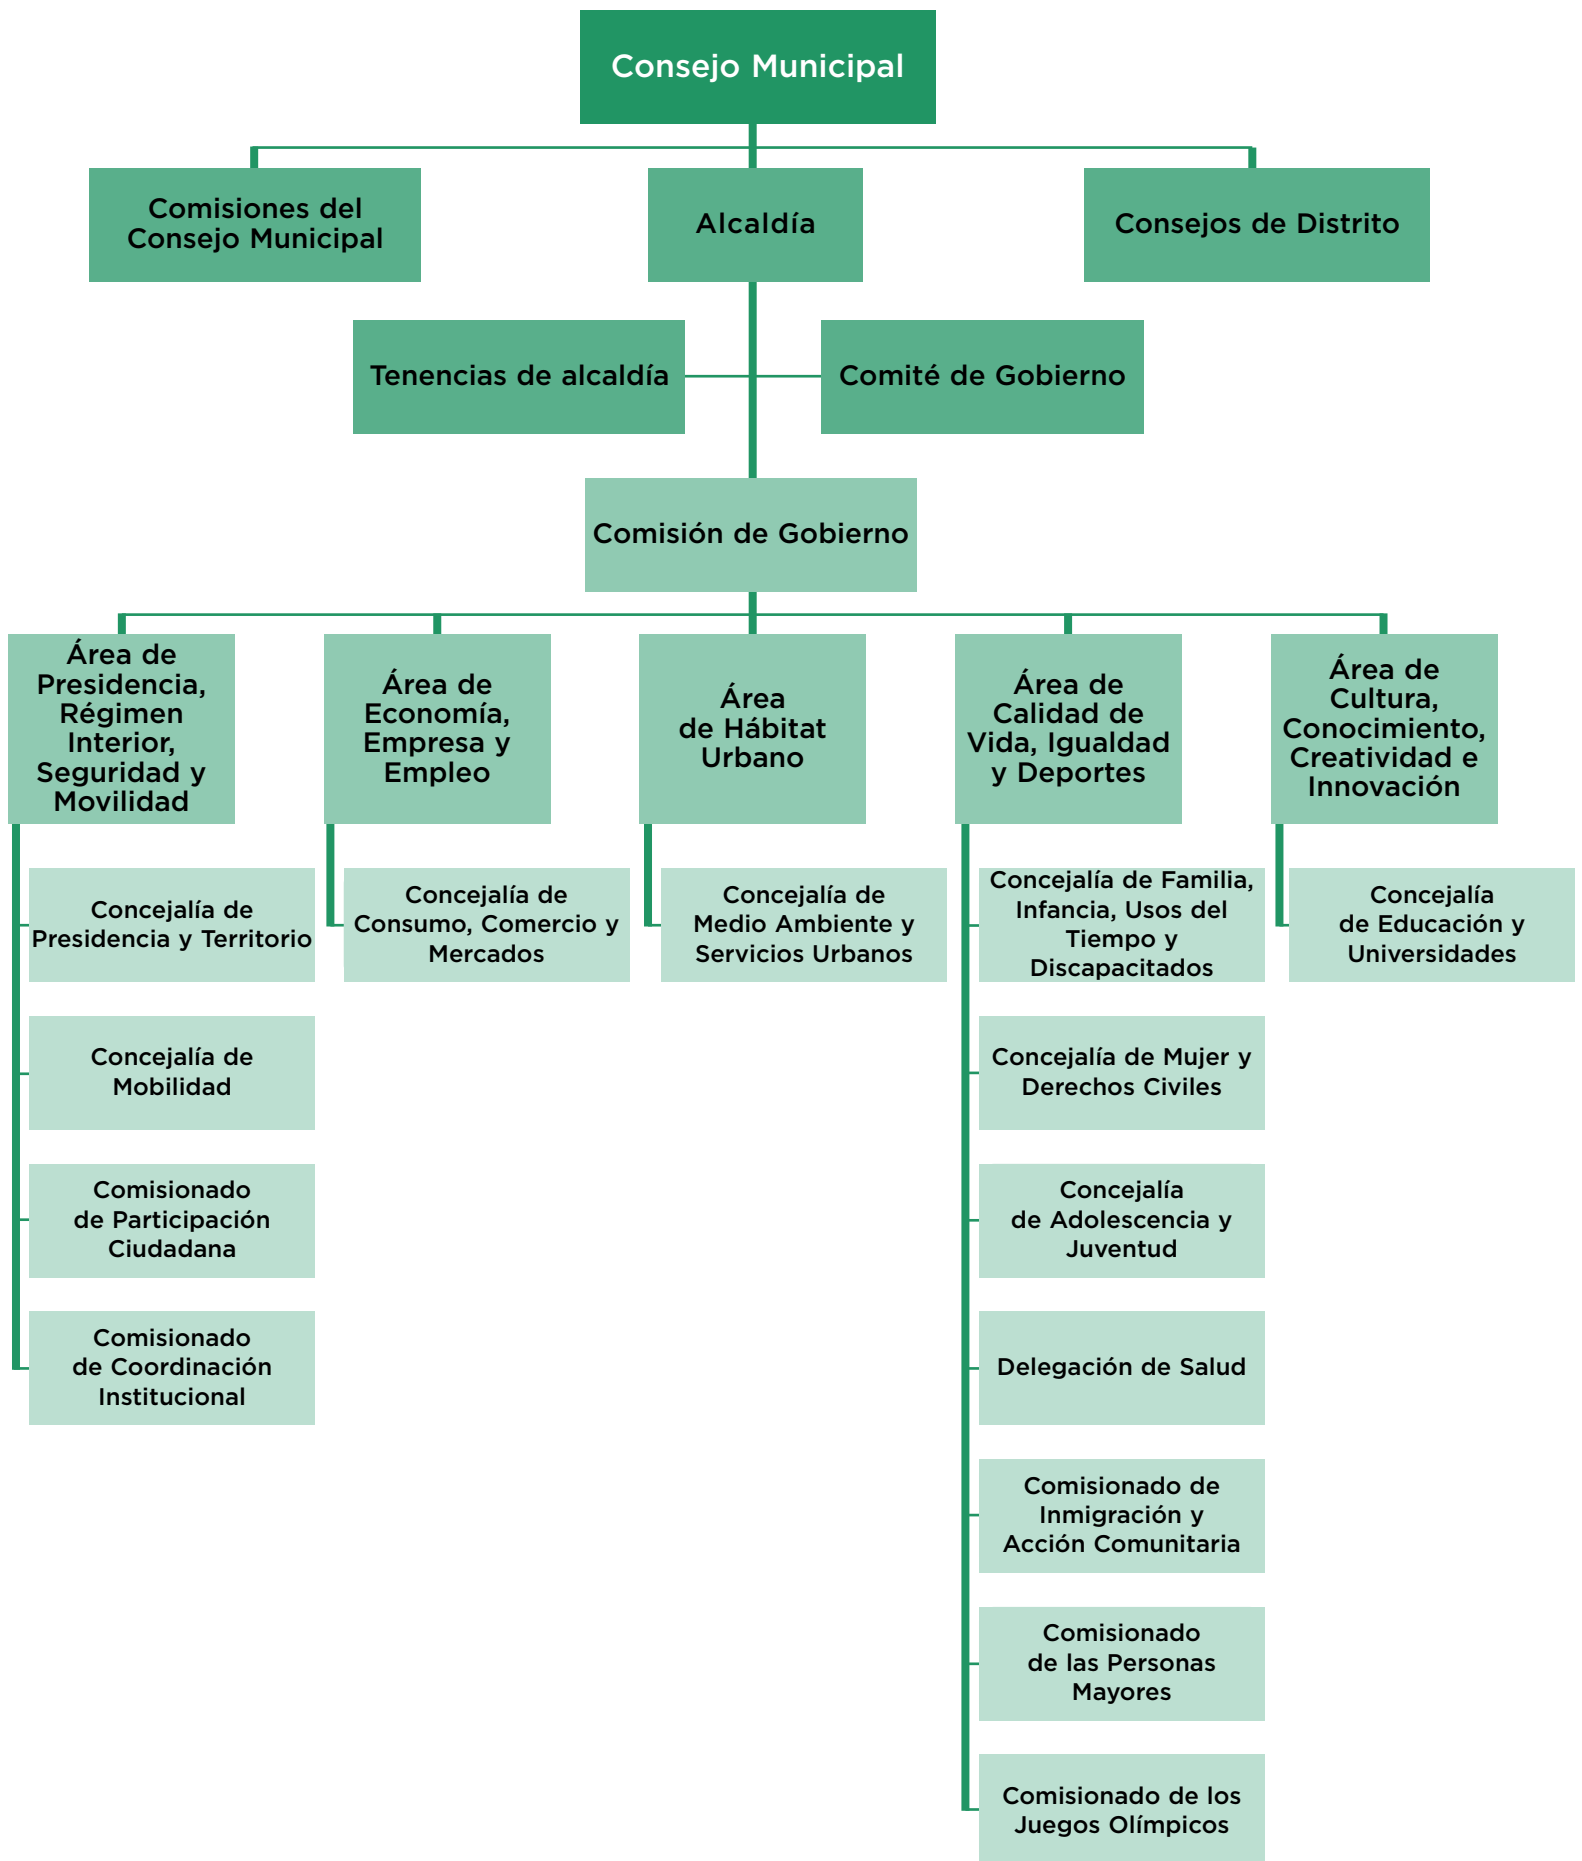 Consejo Municipal
Comisiones del
Consejo Municipal
Alcaldía
Consejos de Distrito
Tenencias de alcaldía
Comité de Gobierno
Comisión de Gobierno
Área de
Presidencia,
Régimen
Interior,
Seguridad y
Movilidad
Área de
Economía,
Empresa y
Empleo
Área
de Hábitat
Urbano
Área de
Calidad de
Vida, Igualdad
y Deportes
Área de
Cultura,
Conocimiento,
Creatividad e
Innovación
Concejalía de
Presidencia y Territorio
Concejalía de
Mobilidad
Comisionado
de Participación
Ciudadana
Comisionado
de Coordinación
Institucional
Concejalía de
Consumo, Comercio y
Mercados
Concejalía de
Medio Ambiente y
Servicios Urbanos
Concejalía de Familia,
Infancia, Usos del
Tiempo y
Discapacitados
Concejalía de Mujer y
Derechos Civiles
Concejalía
de Adolescencia y
Juventud
Delegación de Salud
Comisionado de
Inmigración y
Acción Comunitaria
Comisionado
de las Personas
Mayores
Comisionado de los
Juegos Olímpicos
Concejalía
de Educación y
Universidades